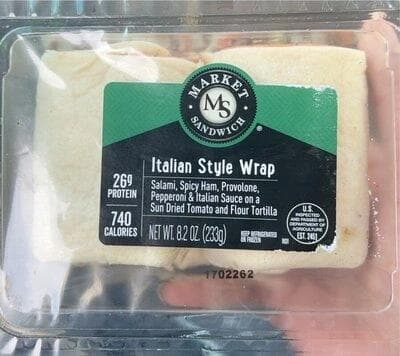 MARKET
MS
SANDWICH
Italian Style Wrap
26g
PROTEIN
Salami, Spicy Ham, Provolone,
Pepperoni & Italian Sauce on a
Sun Dried Tomato and Flour Tortilla
740
CALORIES
NET WT. 8.2 OZ. (233g)
KEEP REFRIGERATED
OR FROZEN
U.S.
INSPECTED
AND PASSED BY
DEPARTMENT OF
AGRICULTURE
EST. 2451
1702262